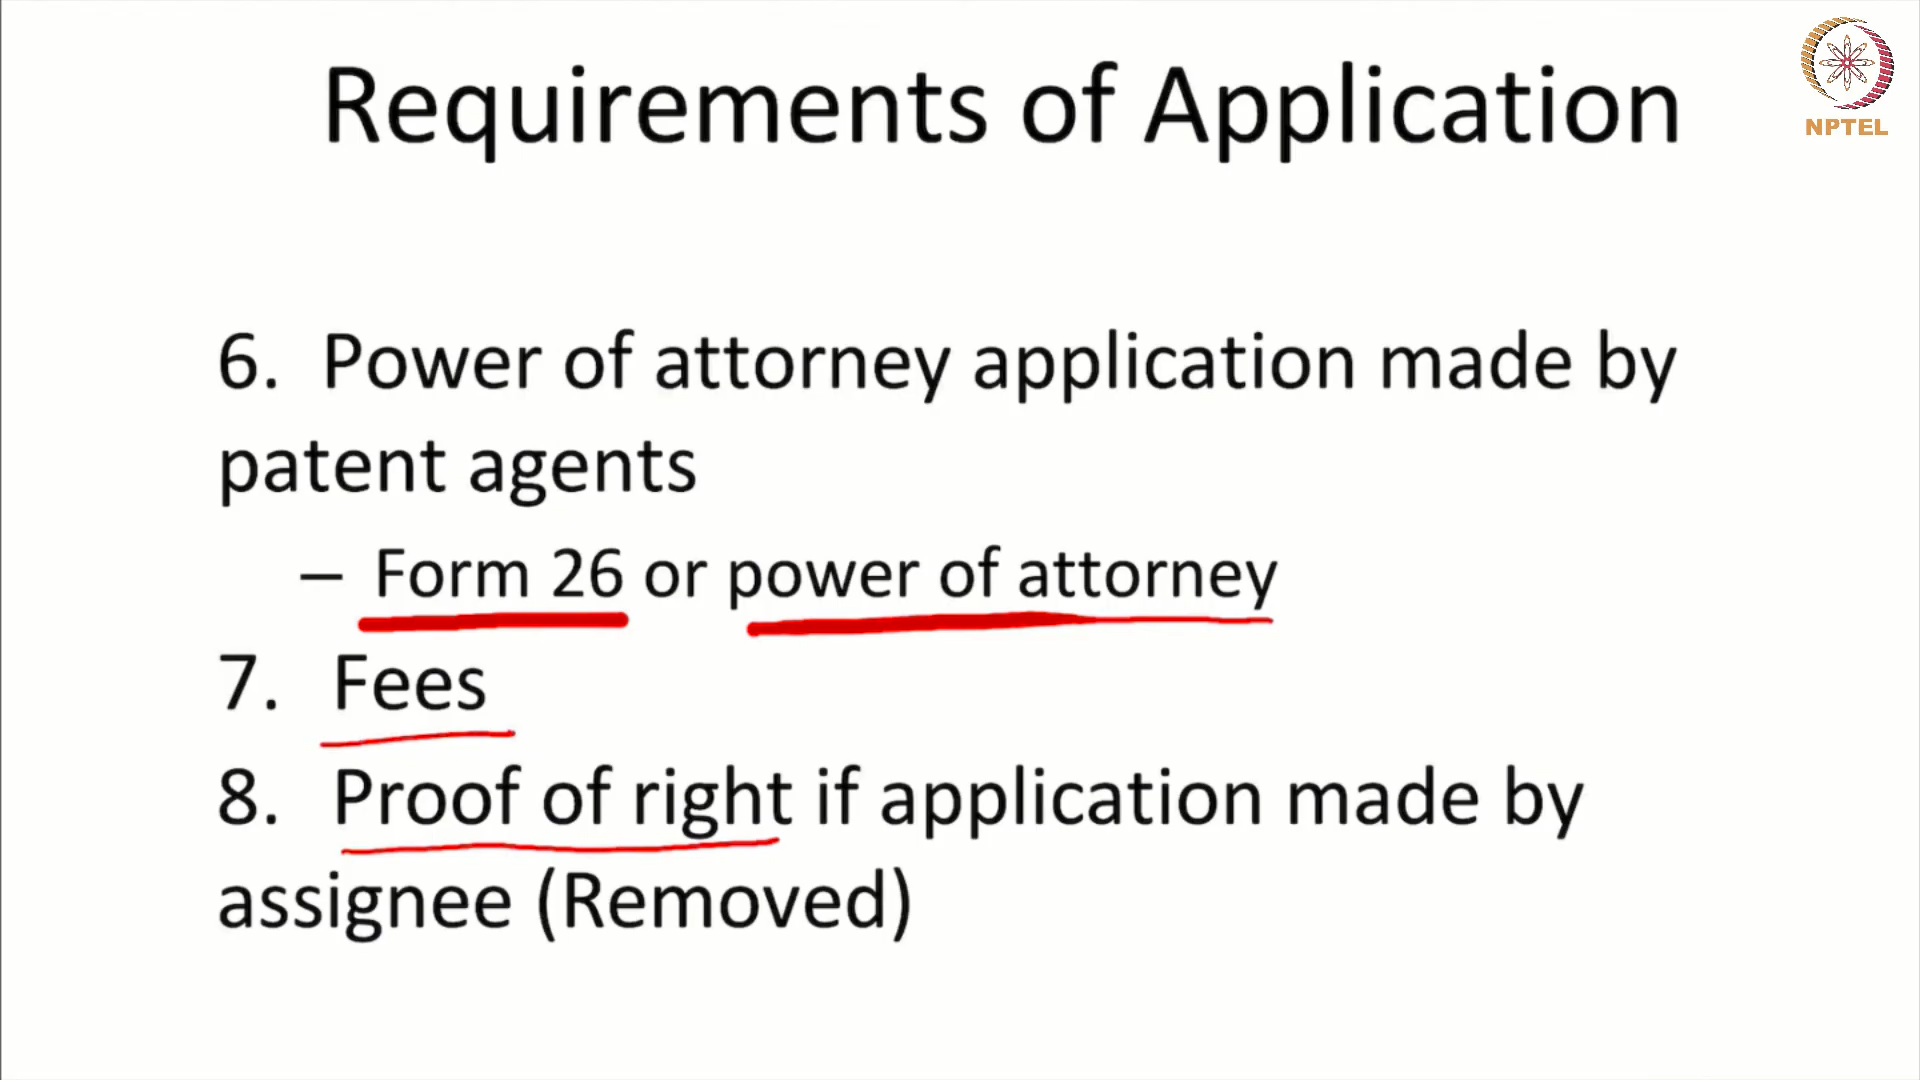 Requirements of Application
NPTEL
6. Power of attorney application made by
patent agents
– Form 26 or power of attorney
7. Fees
8. Proof of right if application made by
assignee (Removed)